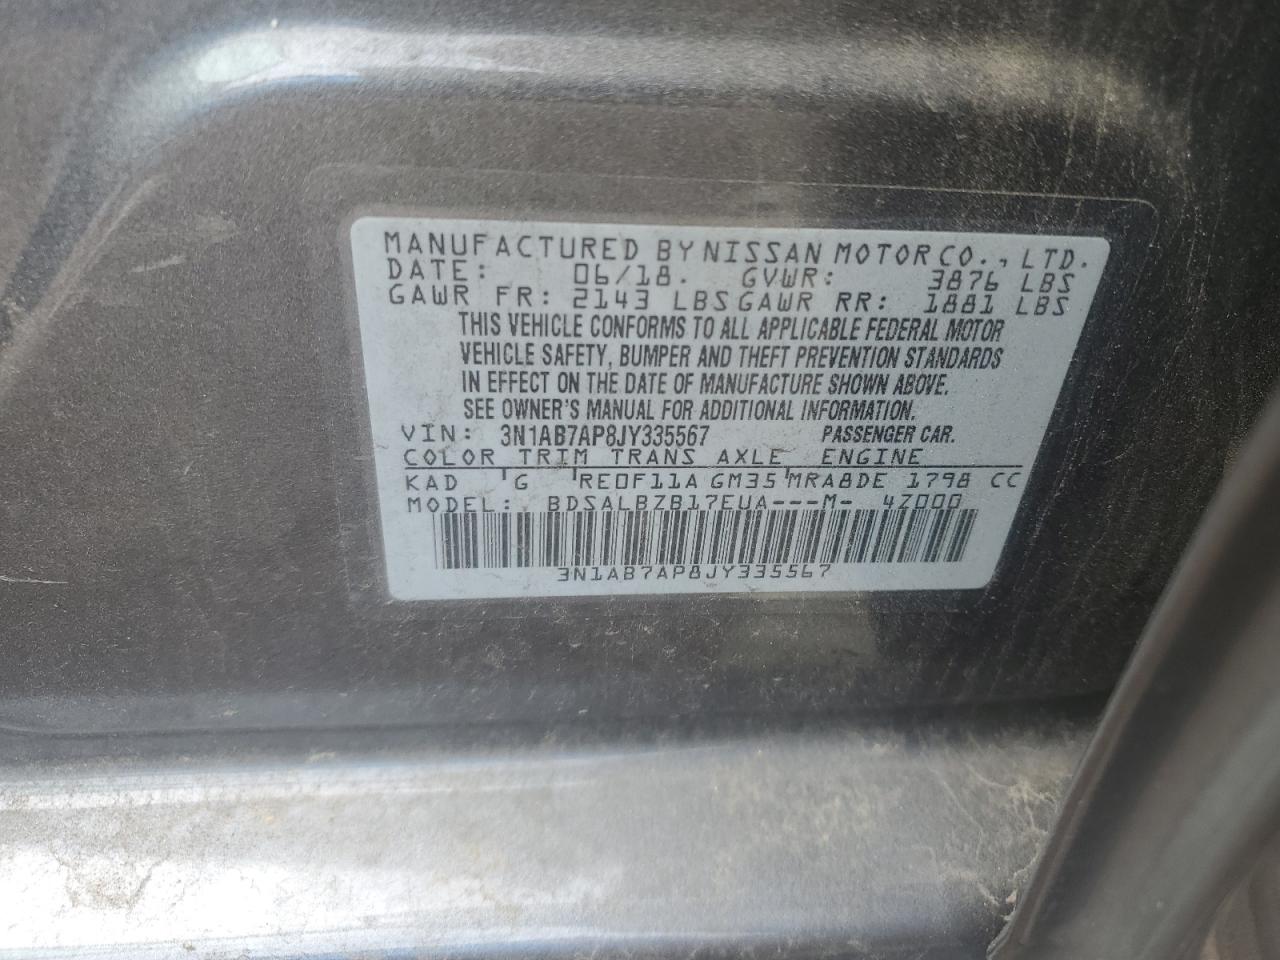 MANUFACTURED BY NISSAN MOTOR CO., LTD.
DATE: 06/18. GVWR: 3876 LBS
GAWR FR: 2143 LBS GAWR RR: 1881 LBS
THIS VEHICLE CONFORMS TO ALL APPLICABLE FEDERAL MOTOR
VEHICLE SAFETY, BUMPER AND THEFT PREVENTION STANDARDS
IN EFFECT ON THE DATE OF MANUFACTURE SHOWN ABOVE.
SEE OWNER'S MANUAL FOR ADDITIONAL INFORMATION.
VIN: 3N1AB7AP8JY335567 PASSENGER CAR.
COLOR TRIM TRANS AXLE ENGINE
KAD G RE0F11A GM35 MRA8DE 1798 CC
MODEL: BDSALBZB17EUA---M- 4Z000
3N1AB7AP8JY335567